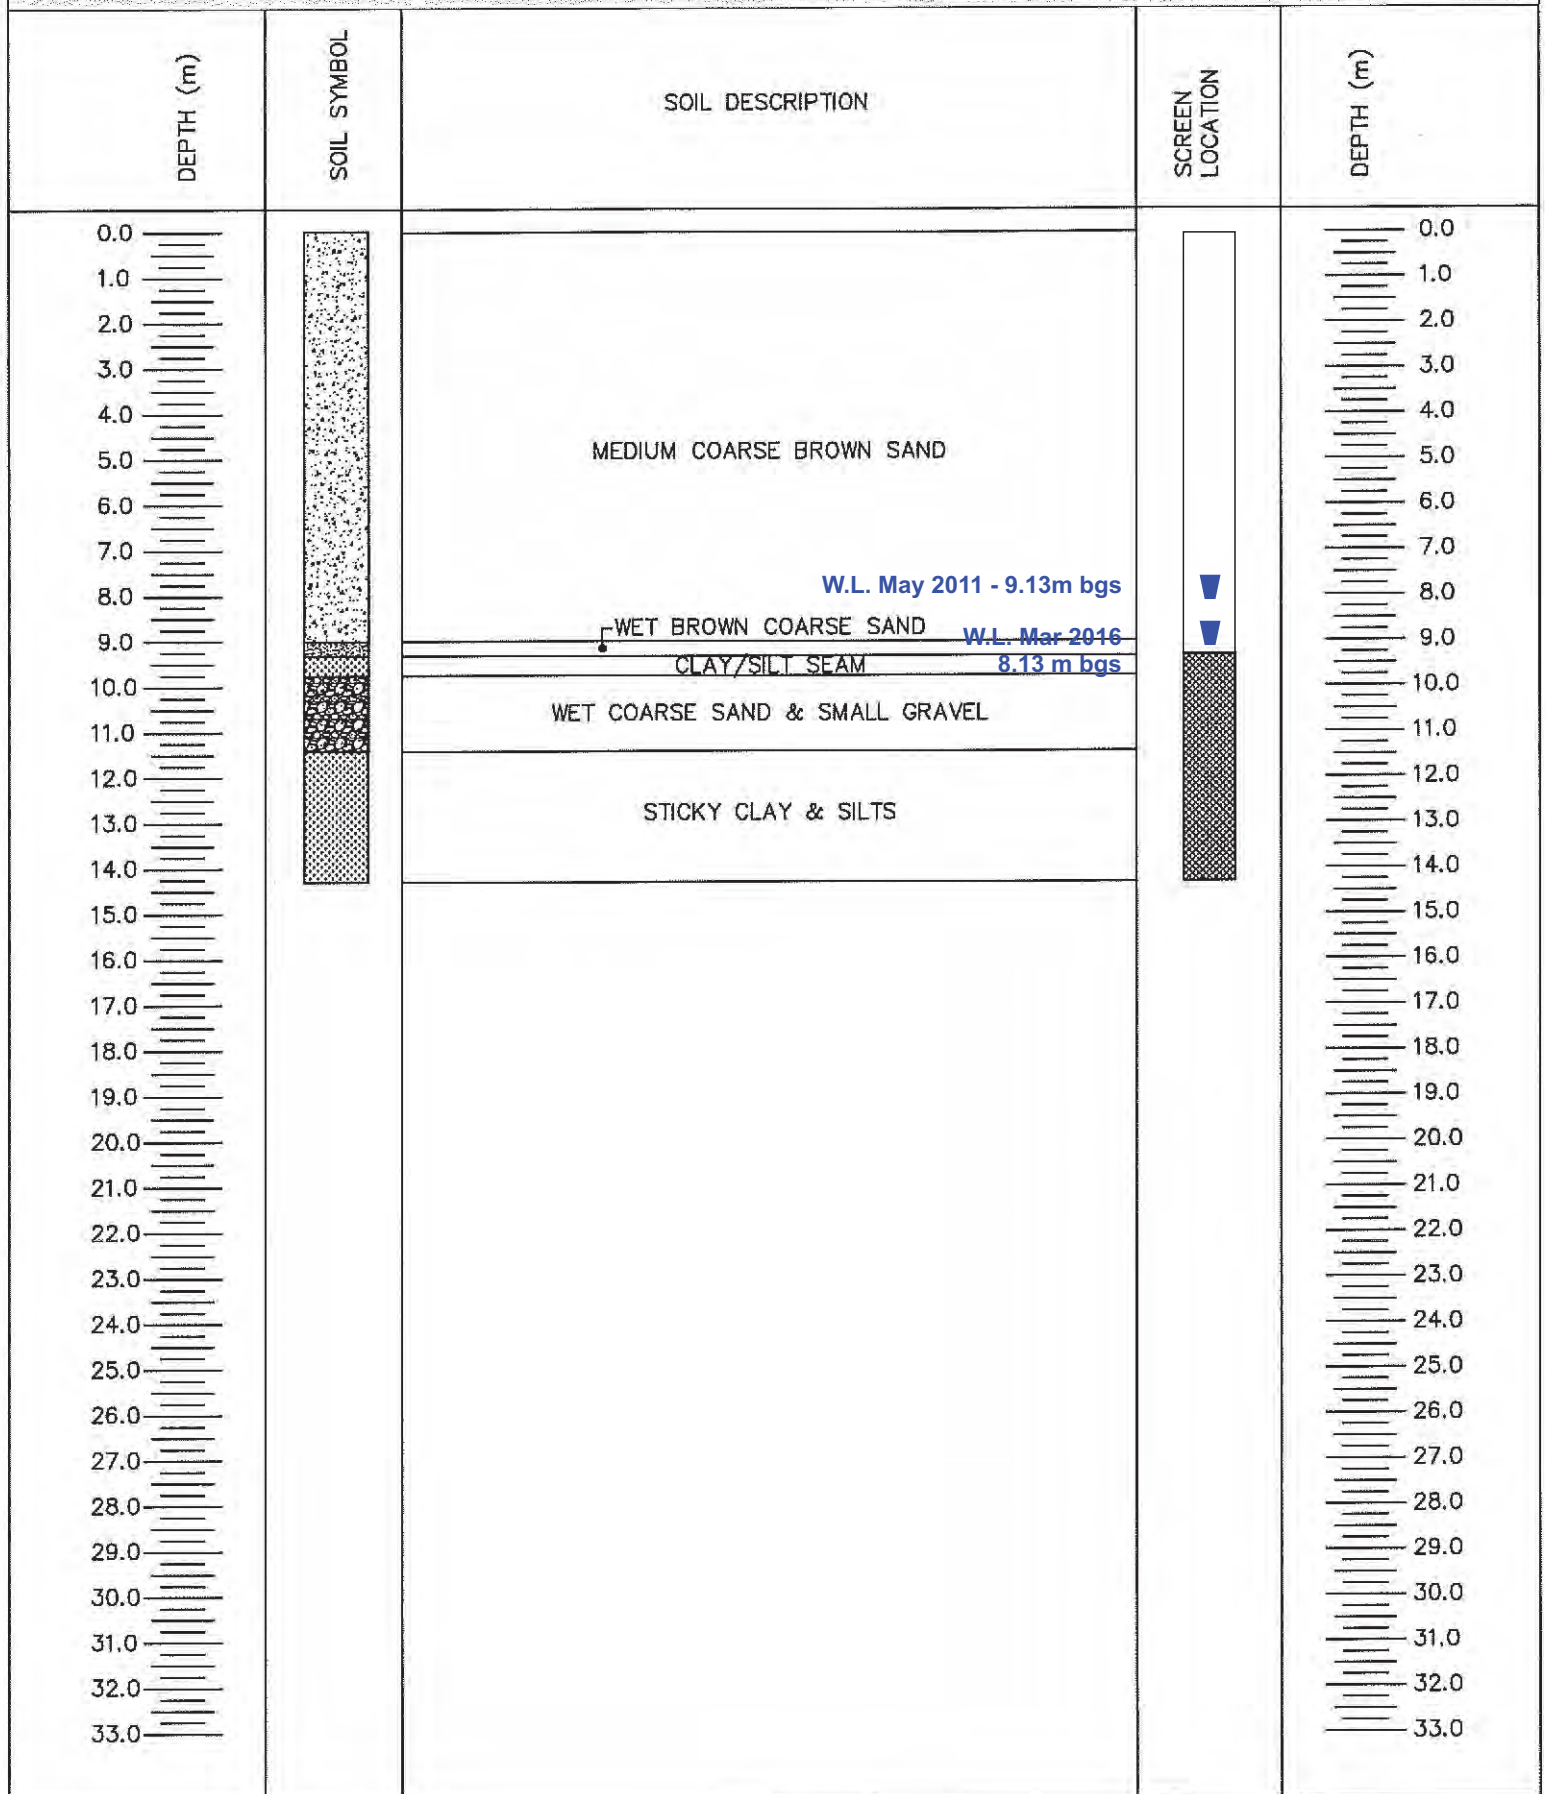 DEPTH (m)
SOIL SYMBOL
SOIL DESCRIPTION
SCREEN
LOCATION
DEPTH (m)
0.0 0.0
1.0 1.0
2.0 2.0
3.0 3.0
4.0 4.0
MEDIUM COARSE BROWN SAND
5.0 5.0
6.0 6.0
7.0 7.0
W.L. May 2011 - 9.13m bgs
8.0 8.0
WET BROWN COARSE SAND
W.L. Mar 2016
9.0 9.0
CLAY/SILT SEAM
8.13 m bgs
10.0 10.0
WET COARSE SAND & SMALL GRAVEL
11.0 11.0
12.0 12.0
STICKY CLAY & SILTS
13.0 13.0
14.0 14.0
15.0 15.0
16.0 16.0
17.0 17.0
18.0 18.0
19.0 19.0
20.0 20.0
21.0 21.0
22.0 22.0
23.0 23.0
24.0 24.0
25.0 25.0
26.0 26.0
27.0 27.0
28.0 28.0
29.0 29.0
30.0 30.0
31.0 31.0
32.0 32.0
33.0 33.0